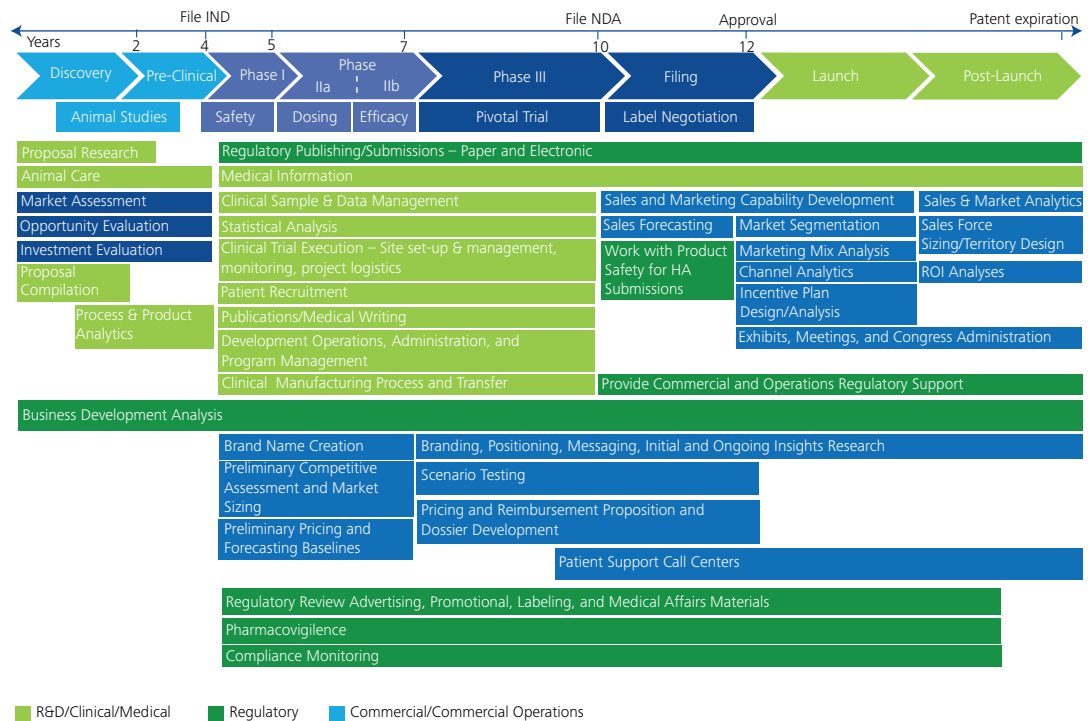 File IND
File NDA
Approval
Patent expiration
Years
2
4
5
7
10
12
Discovery
Pre-Clinical
Phase I
Phase
IIa
IIb
Phase III
Filing
Launch
Post-Launch
Animal Studies
Safety
Dosing
Efficacy
Pivotal Trial
Label Negotiation
Proposal Research
Regulatory Publishing/Submissions – Paper and Electronic
Animal Care
Medical Information
Market Assessment
Clinical Sample & Data Management
Sales and Marketing Capability Development
Sales & Market Analytics
Opportunity Evaluation
Statistical Analysis
Sales Forecasting
Market Segmentation
Sales Force
Sizing/Territory Design
Investment Evaluation
Clinical Trial Execution – Site set-up & management,
monitoring, project logistics
Work with Product
Safety for HA
Submissions
Marketing Mix Analysis
Channel Analytics
ROI Analyses
Proposal
Compilation
Patient Recruitment
Incentive Plan
Design/Analysis
Process & Product
Analytics
Publications/Medical Writing
Development Operations, Administration, and
Program Management
Exhibits, Meetings, and Congress Administration
Clinical Manufacturing Process and Transfer
Provide Commercial and Operations Regulatory Support
Business Development Analysis
Brand Name Creation
Branding, Positioning, Messaging, Initial and Ongoing Insights Research
Preliminary Competitive
Assessment and Market
Sizing
Scenario Testing
Preliminary Pricing and
Forecasting Baselines
Pricing and Reimbursement Proposition and
Dossier Development
Patient Support Call Centers
Regulatory Review Advertising, Promotional, Labeling, and Medical Affairs Materials
Pharmacovigilence
Compliance Monitoring
R&D/Clinical/Medical
Regulatory
Commercial/Commercial Operations